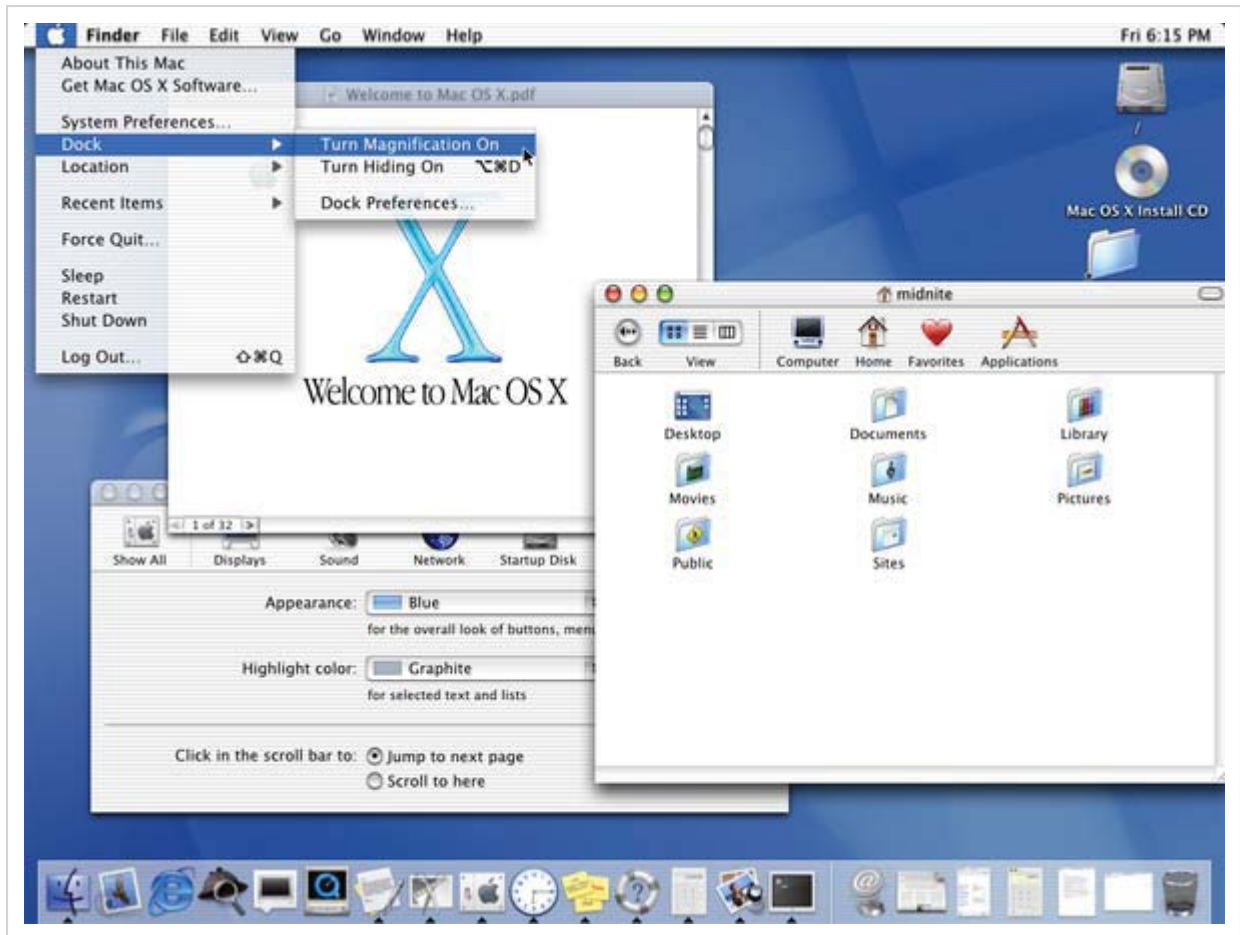 Finder File Edit View Go Window Help Fri 6:15 PM
About This Mac
Get Mac OS X Software...
System Preferences...
Dock
Location
Recent Items
Force Quit...
Sleep
Restart
Shut Down
Log Out... ⇧⌘Q
Turn Magnification On
Turn Hiding On ⌥⌘D
Dock Preferences...
Welcome to Mac OS X.pdf
X
Welcome to Mac OS X
1 of 32
/
Mac OS X Install CD
midnite
Back View Computer Home Favorites Applications
Desktop Documents Library
Movies Music Pictures
Public Sites
Show All Displays Sound Network Startup Disk
Appearance: Blue
for the overall look of buttons, men
Highlight color: Graphite
for selected text and lists
Click in the scroll bar to: Jump to next page
Scroll to here